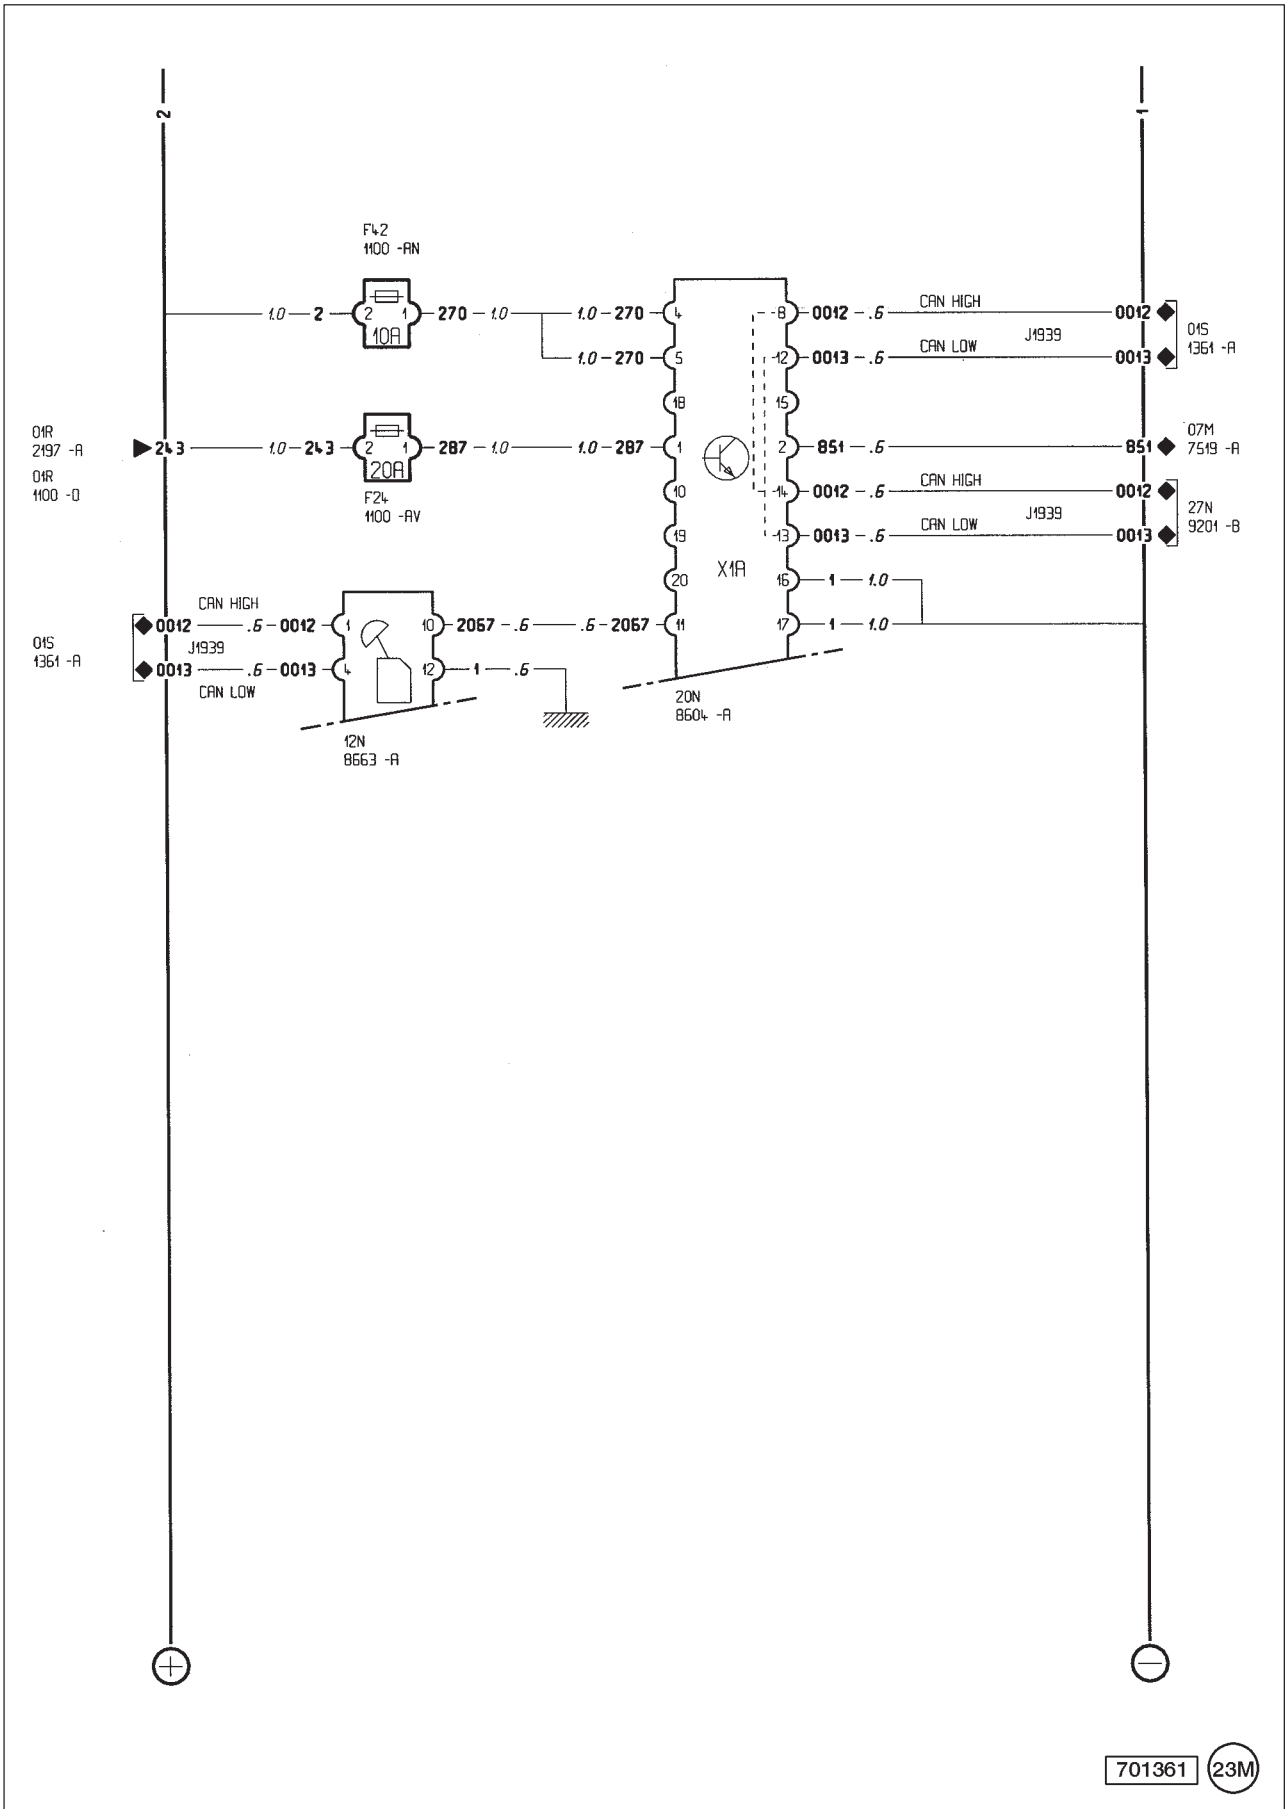 2 1
F42
1100 -AN
1.0 2 2 1 270 1.0 1.0 270 4 8 0012 .6 CAN HIGH 0012
10A
J1939
01S
1361 -A
1.0 270 5 12 0013 .6 CAN LOW 0013
18 15
01R
2197 -A
01R
1100 -O
243 1.0 243 2 1 287 1.0 1.0 287 1 2 851 .6 851
20A
F24
1100 -AV
07M
7519 -A
10 14 0012 .6 CAN HIGH 0012
J1939
27N
9201 -B
19 13 0013 .6 CAN LOW 0013
X1A
20 16 1 1.0
01S
1361 -A
0012 CAN HIGH .6 0012 1 10 2067 .6 .6 2067 11 17 1 1.0
J1939
0013 CAN LOW .6 0013 4 12 1 .6
20N
8604 -A
12N
8663 -A
+ −
701361 23M